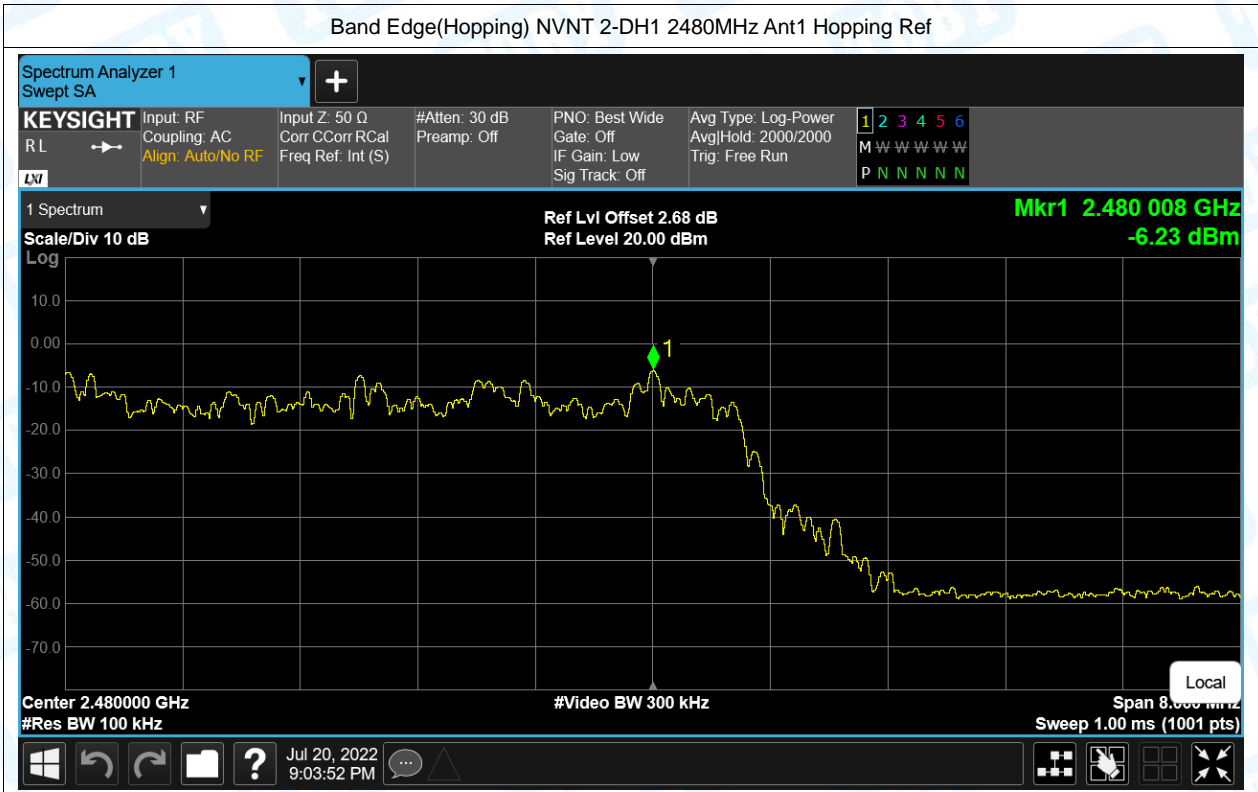 Band Edge(Hopping) NVNT 2-DH1 2480MHz Ant1 Hopping Ref
Spectrum Analyzer 1
Swept SA
KEYSIGHT
R L
LXI
Input: RF
Coupling: AC
Align: Auto/No RF
Input Z: 50 Ω
Corr CCorr RCal
Freq Ref: Int (S)
#Atten: 30 dB
Preamp: Off
PNO: Best Wide
Gate: Off
IF Gain: Low
Sig Track: Off
Avg Type: Log-Power
Avg|Hold: 2000/2000
Trig: Free Run
1 2 3 4 5 6
M W W W W W
P N N N N N
1 Spectrum
Scale/Div 10 dB
Ref Lvl Offset 2.68 dB
Ref Level 20.00 dBm
Mkr1 2.480 008 GHz
-6.23 dBm
Log
10.0
0.00
-10.0
-20.0
-30.0
-40.0
-50.0
-60.0
-70.0
1
Local
Center 2.480000 GHz
#Res BW 100 kHz
#Video BW 300 kHz
Span 8.000 MHz
Sweep 1.00 ms (1001 pts)
?
Jul 20, 2022
9:03:52 PM